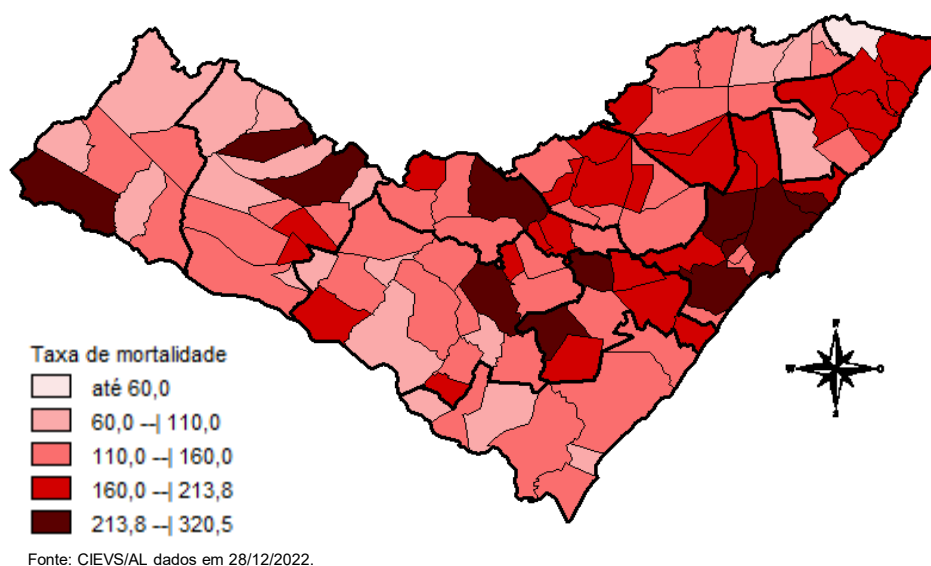 Taxa de mortalidade
até 60,0
60,0 --| 110,0
110,0 --| 160,0
160,0 --| 213,8
213,8 --| 320,5
Fonte: CIEVS/AL dados em 28/12/2022.